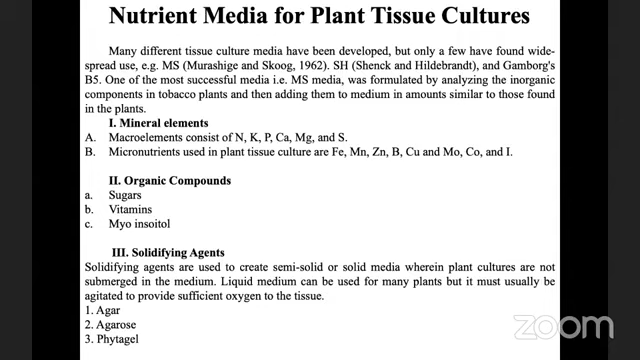 Nutrient Media for Plant Tissue Cultures
Many different tissue culture media have been developed, but only a few have found wide-
spread use, e.g. MS (Murashige and Skoog, 1962). SH (Shenck and Hildebrandt), and Gamborg's
B5. One of the most successful media i.e. MS media, was formulated by analyzing the inorganic
components in tobacco plants and then adding them to medium in amounts similar to those found
in the plants.
I. Mineral elements
A. Macroelements consist of N, K, P, Ca, Mg, and S.
B. Micronutrients used in plant tissue culture are Fe, Mn, Zn, B, Cu and Mo, Co, and I.
II. Organic Compounds
a. Sugars
b. Vitamins
c. Myo insoitol
III. Solidifying Agents
Solidifying agents are used to create semi-solid or solid media wherein plant cultures are not
submerged in the medium. Liquid medium can be used for many plants but it must usually be
agitated to provide sufficient oxygen to the tissue.
1. Agar
2. Agarose
3. Phytagel
zoom